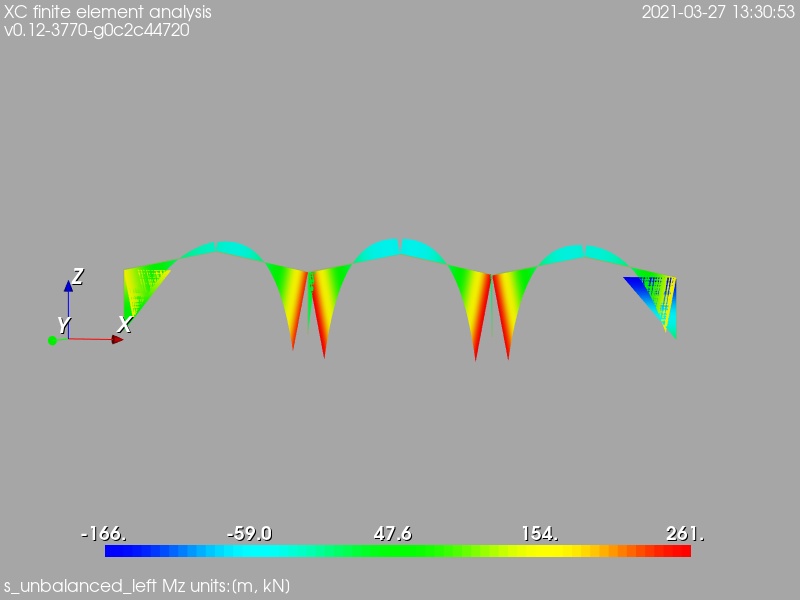 XC finite element analysis
2021-03-27 13:30:53
v0.12-3770-g0c2c44720
Z
Y
X
-166.
-59.0
47.6
154.
261.
s_unbalanced_left Mz units:[m, kN]